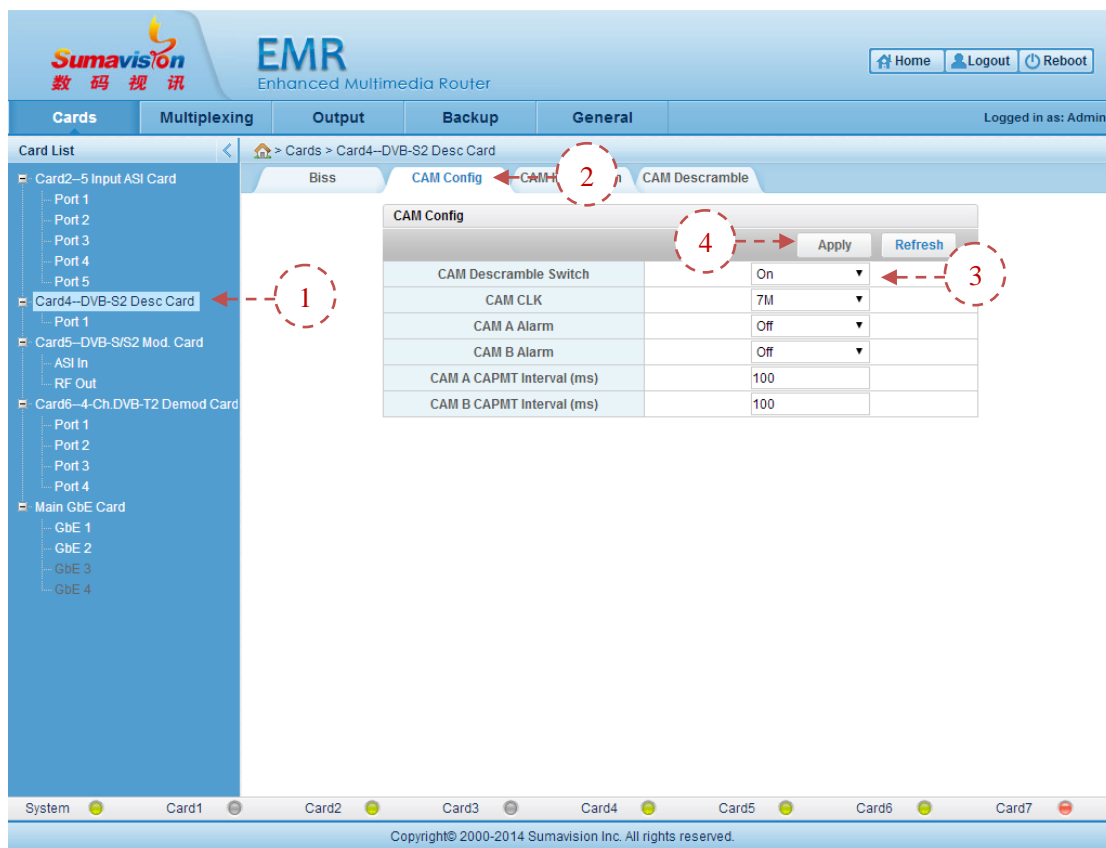 Sumavision
数码视讯
EMR
Enhanced Multimedia Router
Home Logout Reboot
Cards Multiplexing Output Backup General Logged in as: Admin
Card List
> Cards > Card4--DVB-S2 Desc Card
Biss CAM Config CAM Descramble
2
Card2--5 Input ASI Card
Port 1
Port 2
Port 3
Port 4
Port 5
Card4--DVB-S2 Desc Card
Port 1
Card5--DVB-S/S2 Mod. Card
ASI In
RF Out
Card6--4-Ch.DVB-T2 Demod Card
Port 1
Port 2
Port 3
Port 4
Main GbE Card
GbE 1
GbE 2
GbE 3
GbE 4
1
CAM Config
4 Apply Refresh
CAM Descramble Switch On
3
CAM CLK 7M
CAM A Alarm Off
CAM B Alarm Off
CAM A CAPMT Interval (ms) 100
CAM B CAPMT Interval (ms) 100
System Card1 Card2 Card3 Card4 Card5 Card6 Card7
Copyright© 2000-2014 Sumavision Inc. All rights reserved.